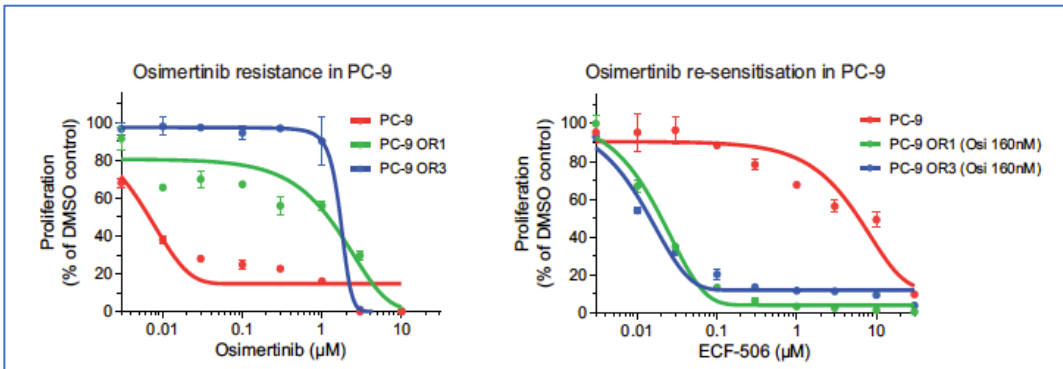 Osimertinib resistance in PC-9
Proliferation
(% of DMSO control)
100
80
60
40
20
0
PC-9
PC-9 OR1
PC-9 OR3
0.01
0.1
1
10
Osimertinib (µM)
Osimertinib re-sensitisation in PC-9
Proliferation
(% of DMSO control)
100
80
60
40
20
0
PC-9
PC-9 OR1 (Osi 160nM)
PC-9 OR3 (Osi 160nM)
0.01
0.1
1
10
ECF-506 (µM)